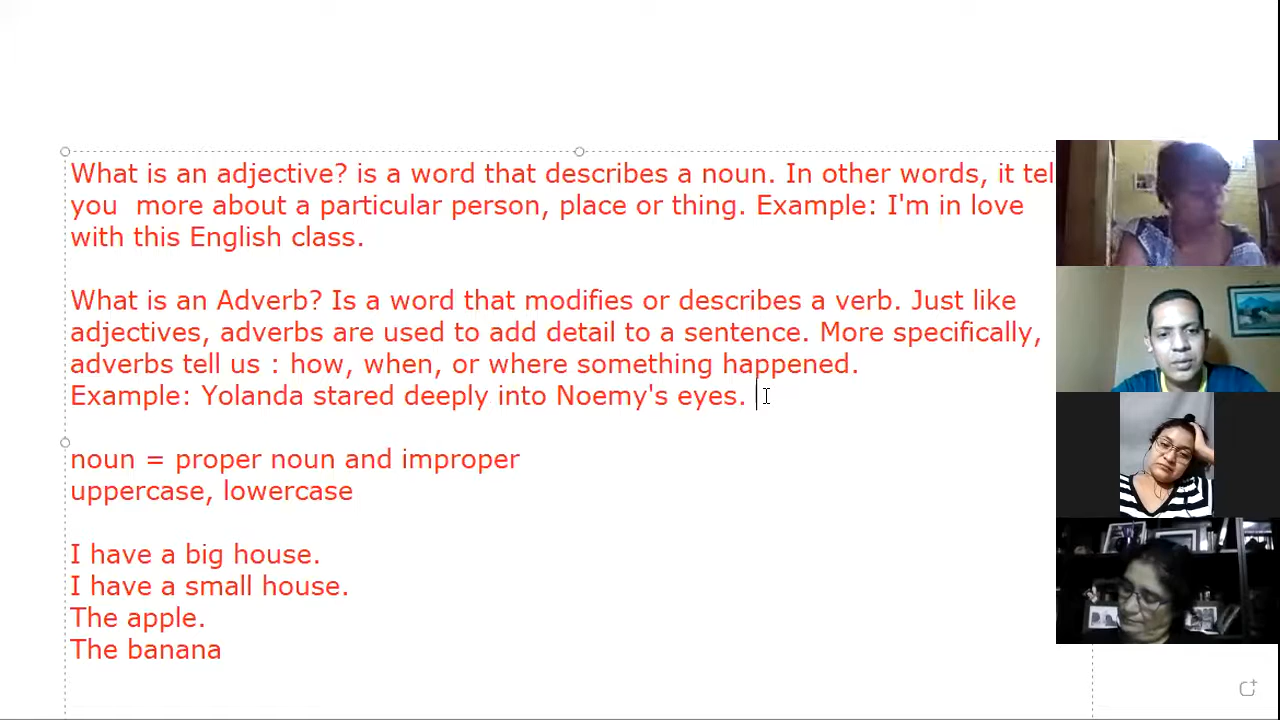 What is an adjective? is a word that describes a noun. In other words, it tel
you  more about a particular person, place or thing. Example: I'm in love
with this English class.
What is an Adverb? Is a word that modifies or describes a verb. Just like
adjectives, adverbs are used to add detail to a sentence. More specifically,
adverbs tell us : how, when, or where something happened.
Example: Yolanda stared deeply into Noemy's eyes.
noun = proper noun and improper
uppercase, lowercase
I have a big house.
I have a small house.
The apple.
The banana